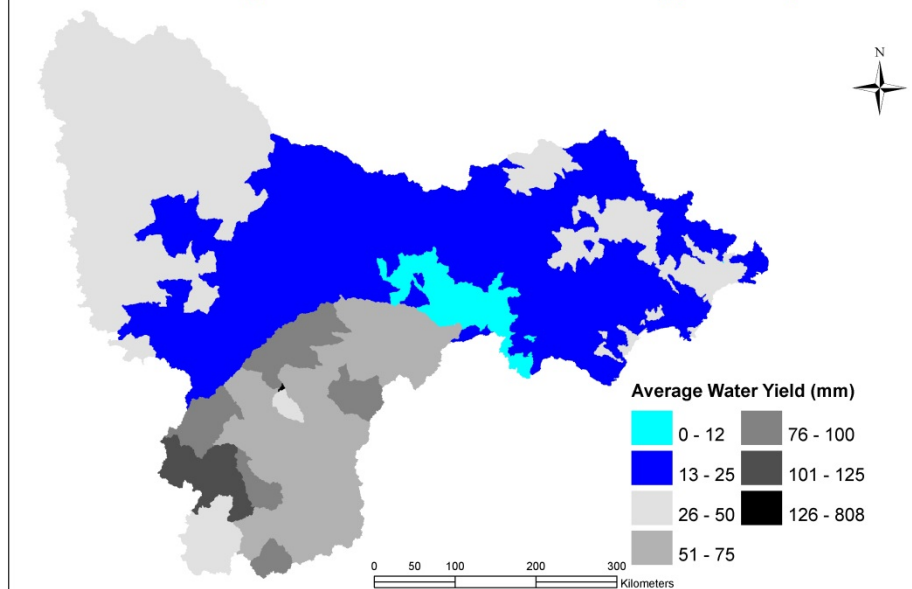 N
Average Water Yield (mm)
0 - 12
76 - 100
13 - 25
101 - 125
26 - 50
126 - 808
51 - 75
0 50 100 200 300
Kilometers